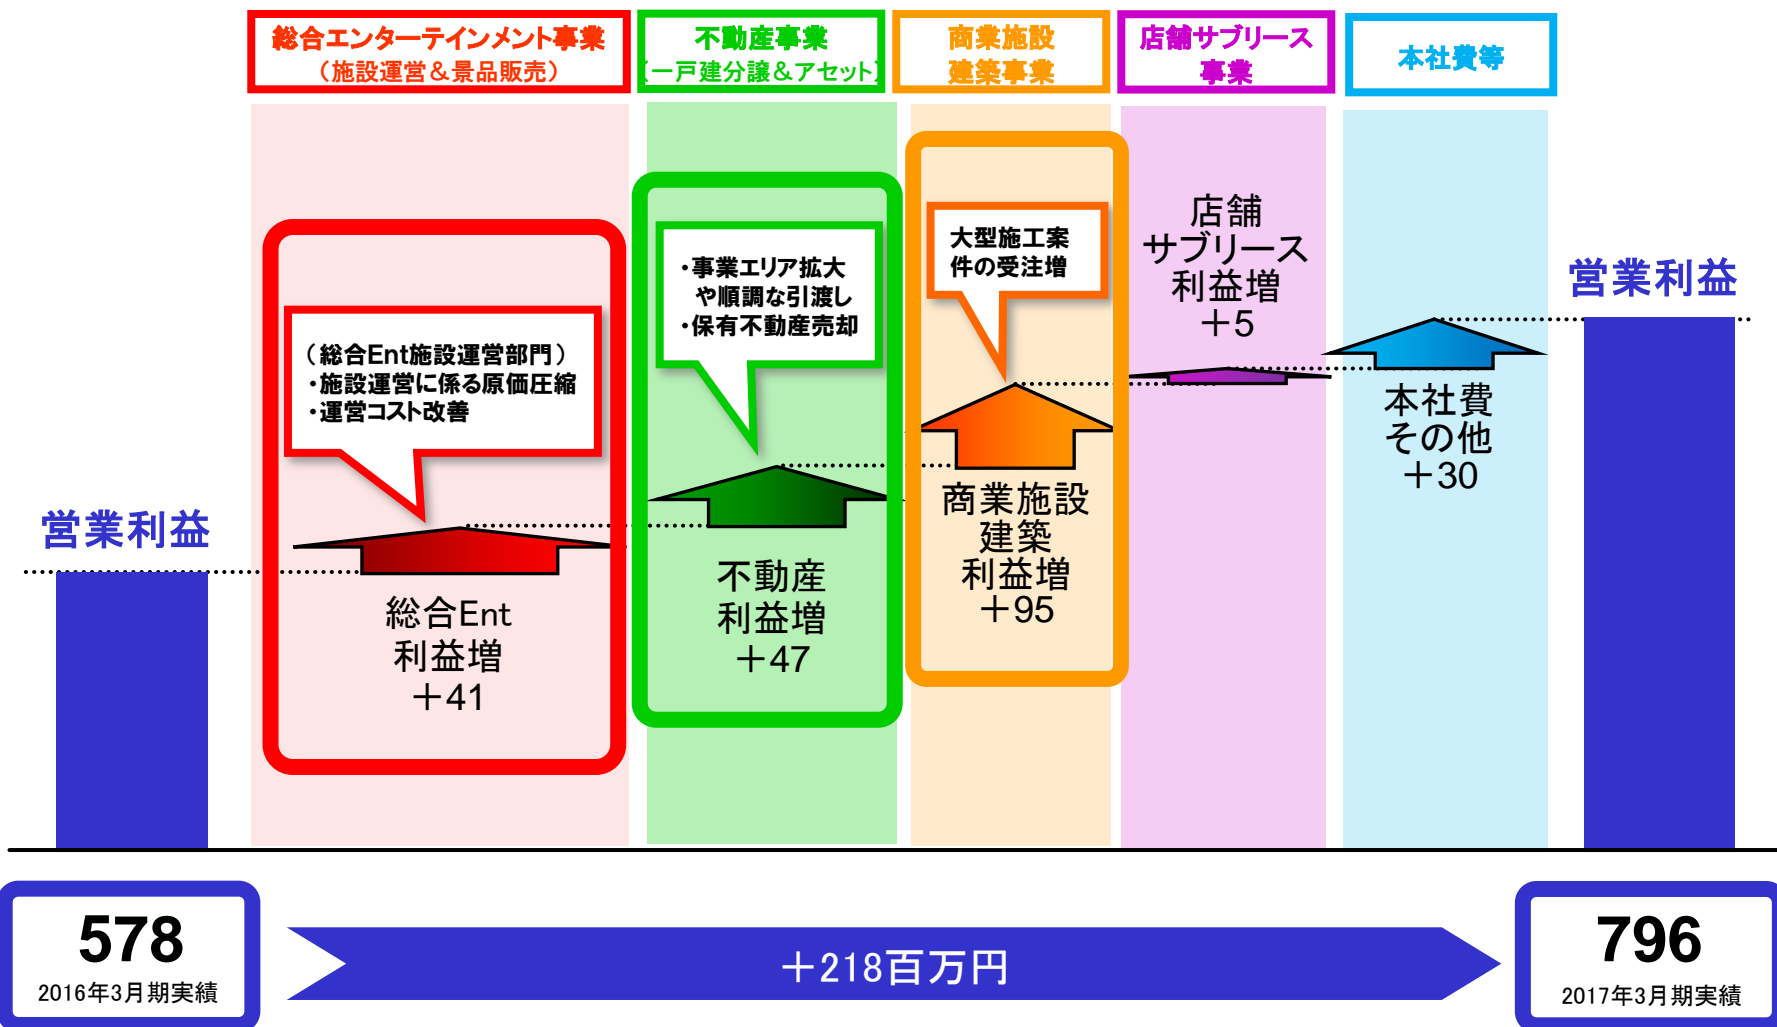 総合エンターテインメント事業
（施設運営＆景品販売）
不動産事業
（一戸建分譲＆アセット）
商業施設
建築事業
店舗サブリース
事業
本社費等
営業利益
（総合Ent施設運営部門）
・施設運営に係る原価圧縮
・運営コスト改善
総合Ent
利益増
＋41
・事業エリア拡大
や順調な引渡し
・保有不動産売却
不動産
利益増
＋47
大型施工案
件の受注増
商業施設
建築
利益増
＋95
店舗
サブリース
利益増
＋5
本社費
その他
＋30
営業利益
578
2016年3月期実績
＋218百万円
796
2017年3月期実績